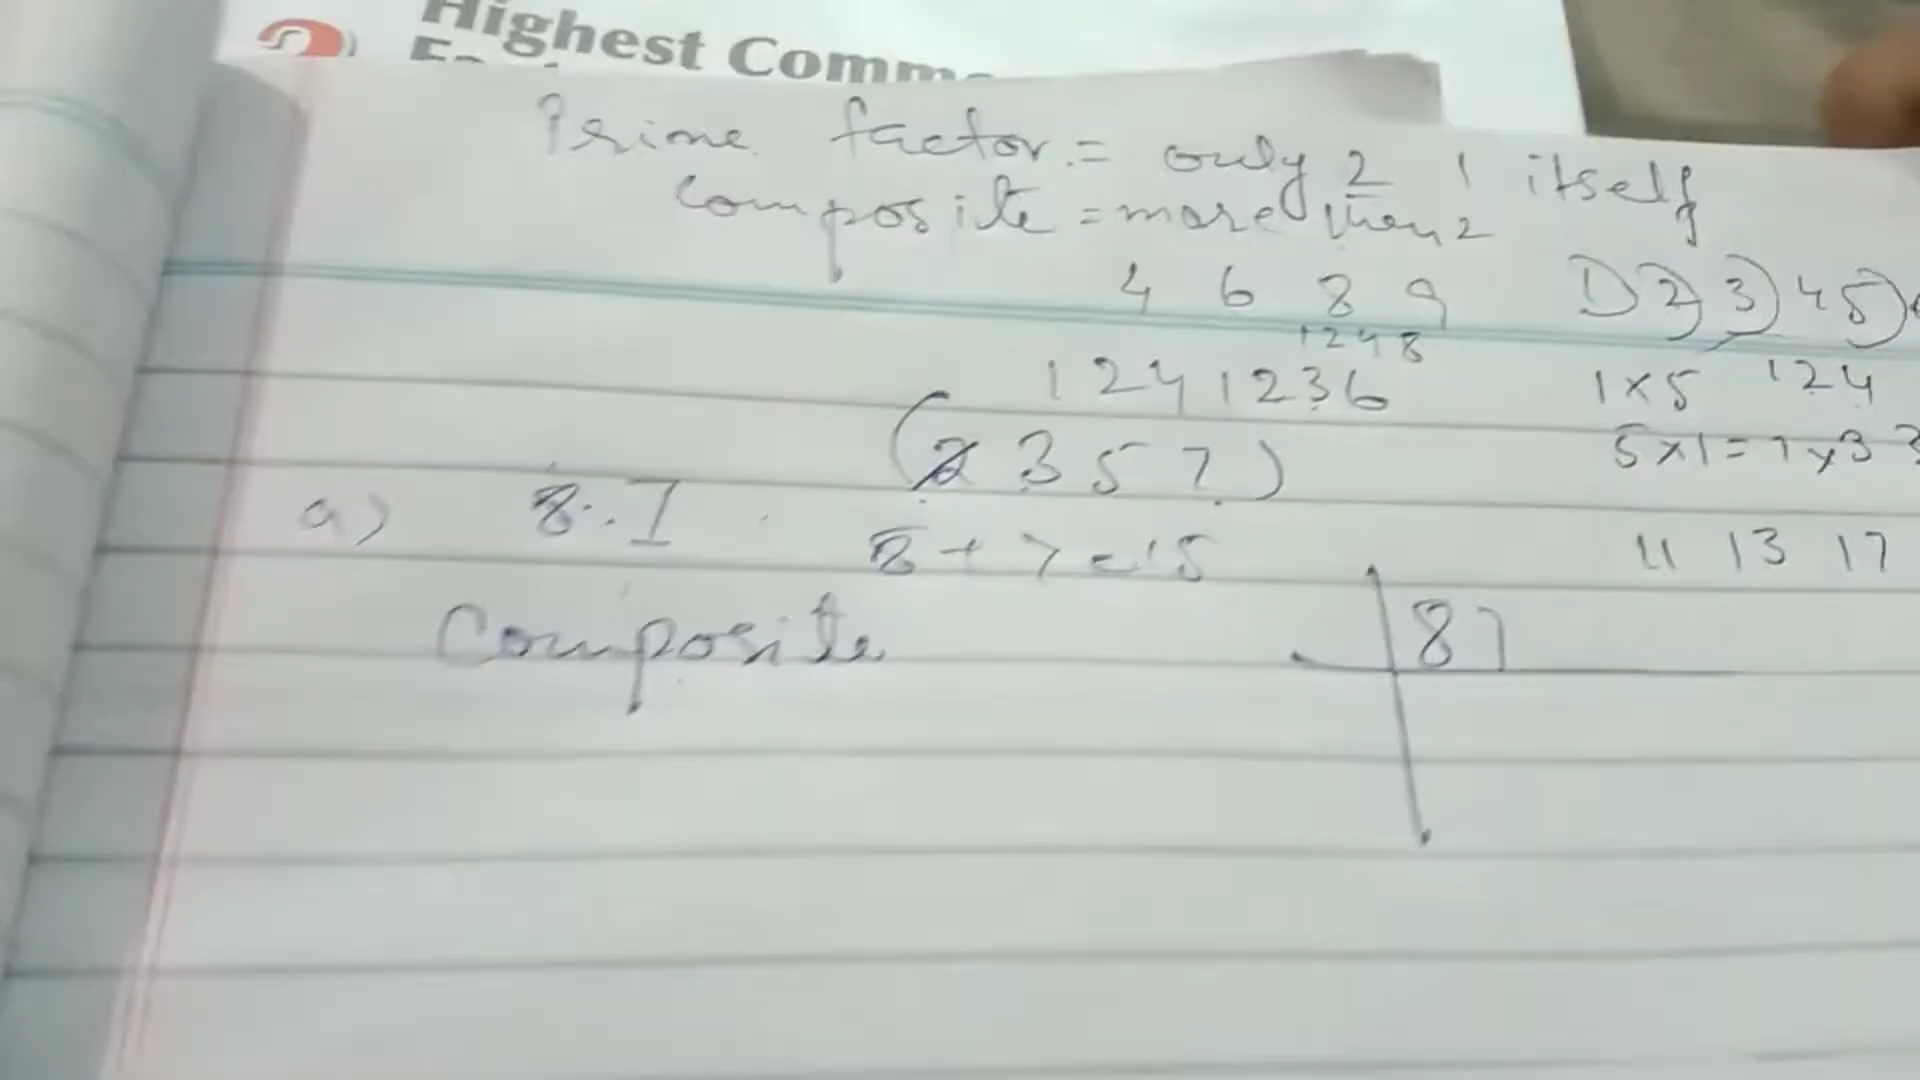 Highest Comm
Prime factor = only 2 1 itself
composite = more than 2
4 6 8 9
1 2 4 8
2) 3) 4 5)
1 2 4 1 2 3 6
1 x 5 1 2 4
(2 3 5 7)
5 x 1 = 1 x 3 3
a) 87
8 + 7 = 15
11 13 17
Composite
87